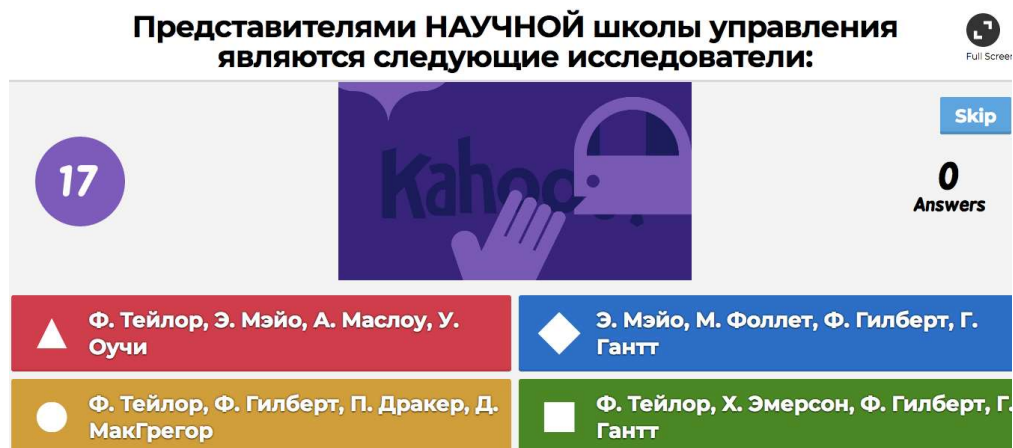 Представителями НАУЧНОЙ школы управления
являются следующие исследователи:
Full Screen
Skip
17
Kahoot!
0
Answers
Ф. Тейлор, Э. Мэйо, А. Маслоу, У.
Оучи
Э. Мэйо, М. Фоллет, Ф. Гилберт, Г.
Гантт
Ф. Тейлор, Ф. Гилберт, П. Дракер, Д.
МакГрегор
Ф. Тейлор, Х. Эмерсон, Ф. Гилберт, Г.
Гантт